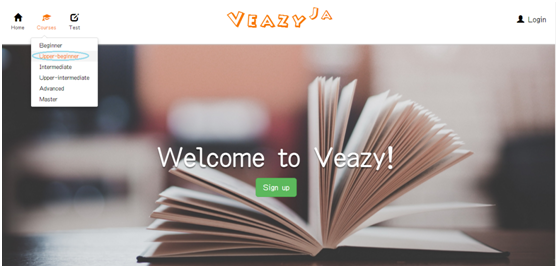 Home Courses Test
VEAZY JA
Login
Beginner
Upper-beginner
Intermediate
Upper-intermediate
Advanced
Master
Welcome to Veazy!
Sign up